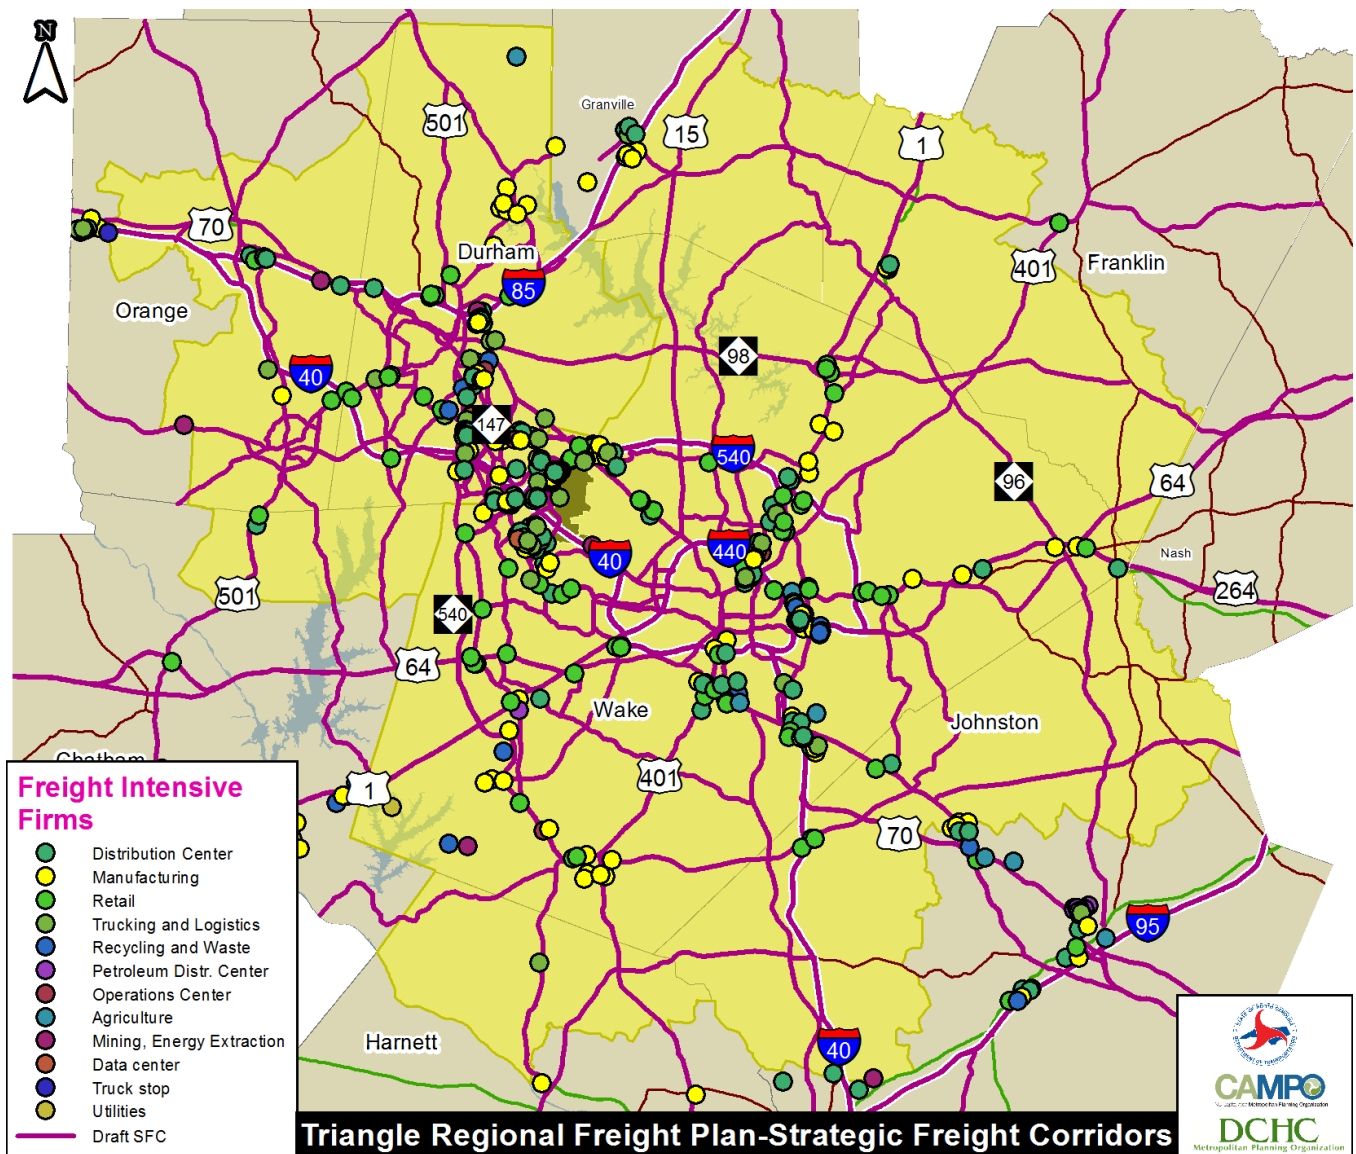 N
Granville
501
15
1
70
Durham
401
Franklin
85
Orange
98
40
147
540
96
64
440
40
Nash
501
264
540
64
Wake
Johnston
Chatham
401
1
70
Freight Intensive
Firms
Distribution Center
Manufacturing
Retail
Trucking and Logistics
Recycling and Waste
Petroleum Distr. Center
Operations Center
Agriculture
Mining, Energy Extraction
Data center
Truck stop
Utilities
Draft SFC
95
Harnett
40
Triangle Regional Freight Plan-Strategic Freight Corridors
CAMPO
DCHC
Metropolitan Planning Organization